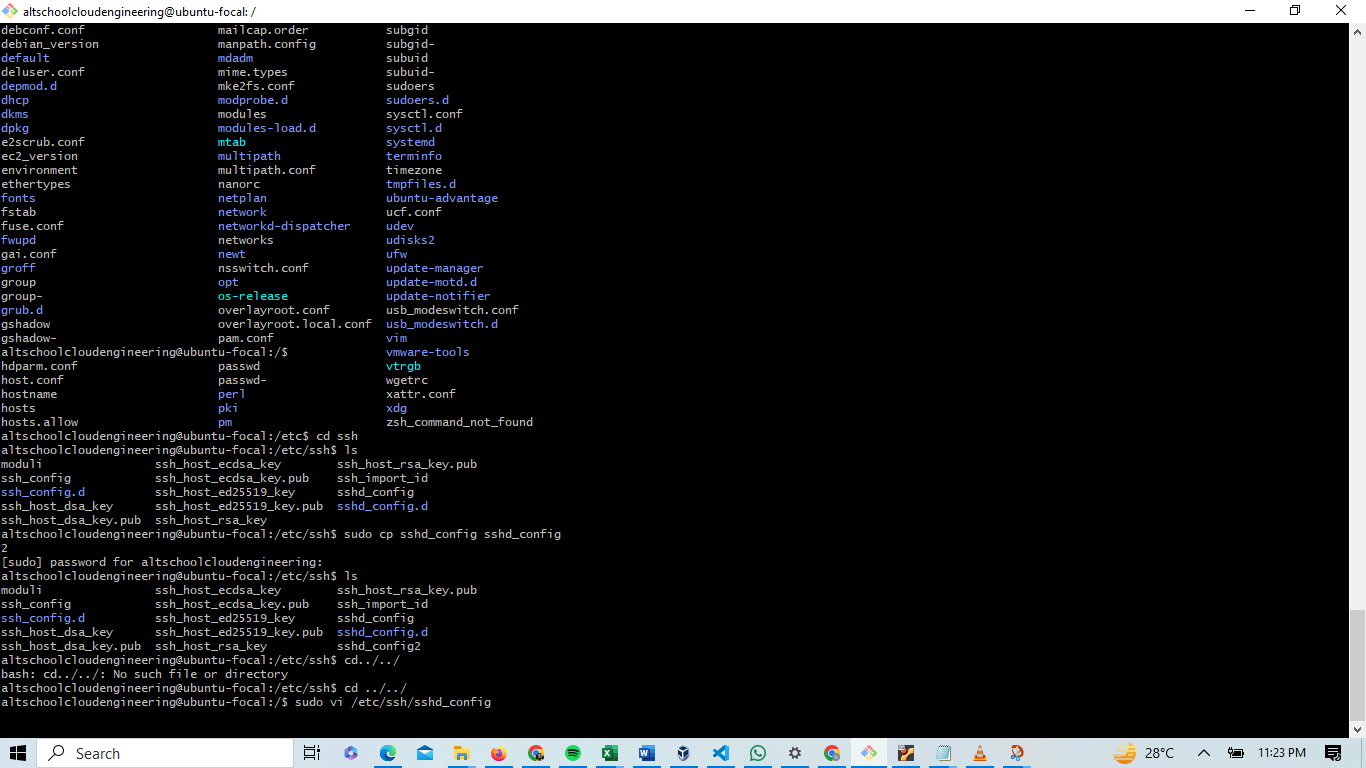 altschoolcloudengineering@ubuntu-focal: /
debconf.conf mailcap.order subgid
debian_version manpath.config subgid-
default mdadm subuid
deluser.conf mime.types subuid-
depmod.d mke2fs.conf sudoers
dhcp modprobe.d sudoers.d
dkms modules sysctl.conf
dpkg modules-load.d sysctl.d
e2scrub.conf mtab systemd
ec2_version multipath terminfo
environment multipath.conf timezone
ethertypes nanorc tmpfiles.d
fonts netplan ubuntu-advantage
fstab network ucf.conf
fuse.conf networkd-dispatcher udev
fwupd networks udisks2
gai.conf newt ufw
groff nsswitch.conf update-manager
group opt update-motd.d
group- os-release update-notifier
grub.d overlayroot.conf usb_modeswitch.conf
gshadow overlayroot.local.conf usb_modeswitch.d
gshadow- pam.conf vim
altschoolcloudengineering@ubuntu-focal:/$ vmware-tools
hdparm.conf passwd vtrgb
host.conf passwd- wgetrc
hostname perl xattr.conf
hosts pki xdg
hosts.allow pm zsh_command_not_found
altschoolcloudengineering@ubuntu-focal:/etc$ cd ssh
altschoolcloudengineering@ubuntu-focal:/etc/ssh$ ls
moduli ssh_host_ecdsa_key ssh_host_rsa_key.pub
ssh_config ssh_host_ecdsa_key.pub ssh_import_id
ssh_config.d ssh_host_ed25519_key sshd_config
ssh_host_dsa_key ssh_host_ed25519_key.pub sshd_config.d
ssh_host_dsa_key.pub ssh_host_rsa_key
altschoolcloudengineering@ubuntu-focal:/etc/ssh$ sudo cp sshd_config sshd_config
2
[sudo] password for altschoolcloudengineering:
altschoolcloudengineering@ubuntu-focal:/etc/ssh$ ls
moduli ssh_host_ecdsa_key ssh_host_rsa_key.pub
ssh_config ssh_host_ecdsa_key.pub ssh_import_id
ssh_config.d ssh_host_ed25519_key sshd_config
ssh_host_dsa_key ssh_host_ed25519_key.pub sshd_config.d
ssh_host_dsa_key.pub ssh_host_rsa_key sshd_config2
altschoolcloudengineering@ubuntu-focal:/etc/ssh$ cd../../
bash: cd../../: No such file or directory
altschoolcloudengineering@ubuntu-focal:/etc/ssh$ cd ../../
altschoolcloudengineering@ubuntu-focal:/$ sudo vi /etc/ssh/sshd_config
Search 28°C 11:23 PM